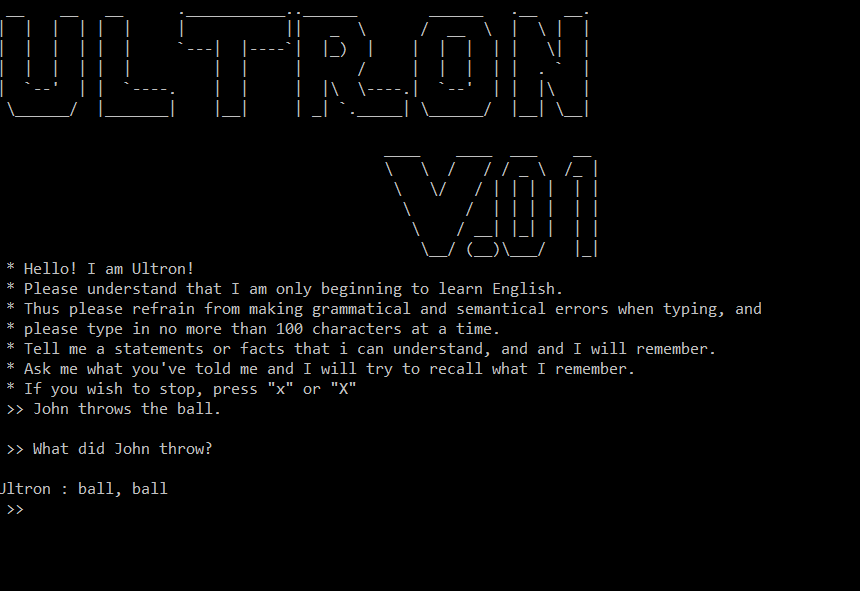 ULTRON
V.01
* Hello! I am Ultron!
* Please understand that I am only beginning to learn English.
* Thus please refrain from making grammatical and semantical errors when typing, and
* please type in no more than 100 characters at a time.
* Tell me a statements or facts that i can understand, and and I will remember.
* Ask me what you've told me and I will try to recall what I remember.
* If you wish to stop, press "x" or "X"
>> John throws the ball.
>> What did John throw?
Ultron : ball, ball
>>